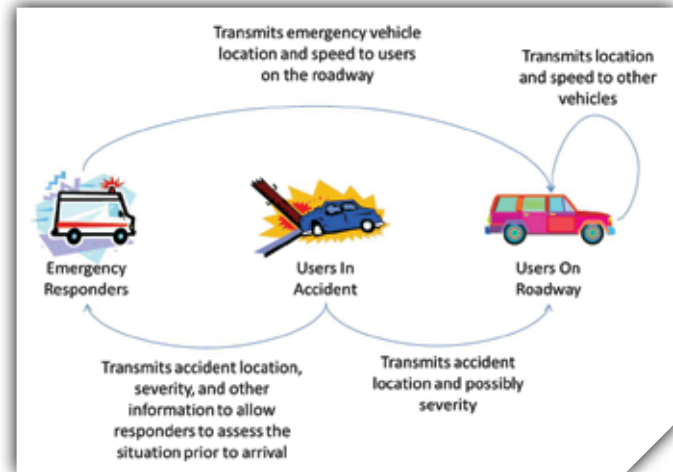 Transmits emergency vehicle
location and speed to users
on the roadway
Transmits location
and speed to other
vehicles
Emergency
Responders
Users In
Accident
Users On
Roadway
Transmits accident location,
severity, and other
information to allow
responders to assess the
situation prior to arrival
Transmits accident
location and possibly
severity